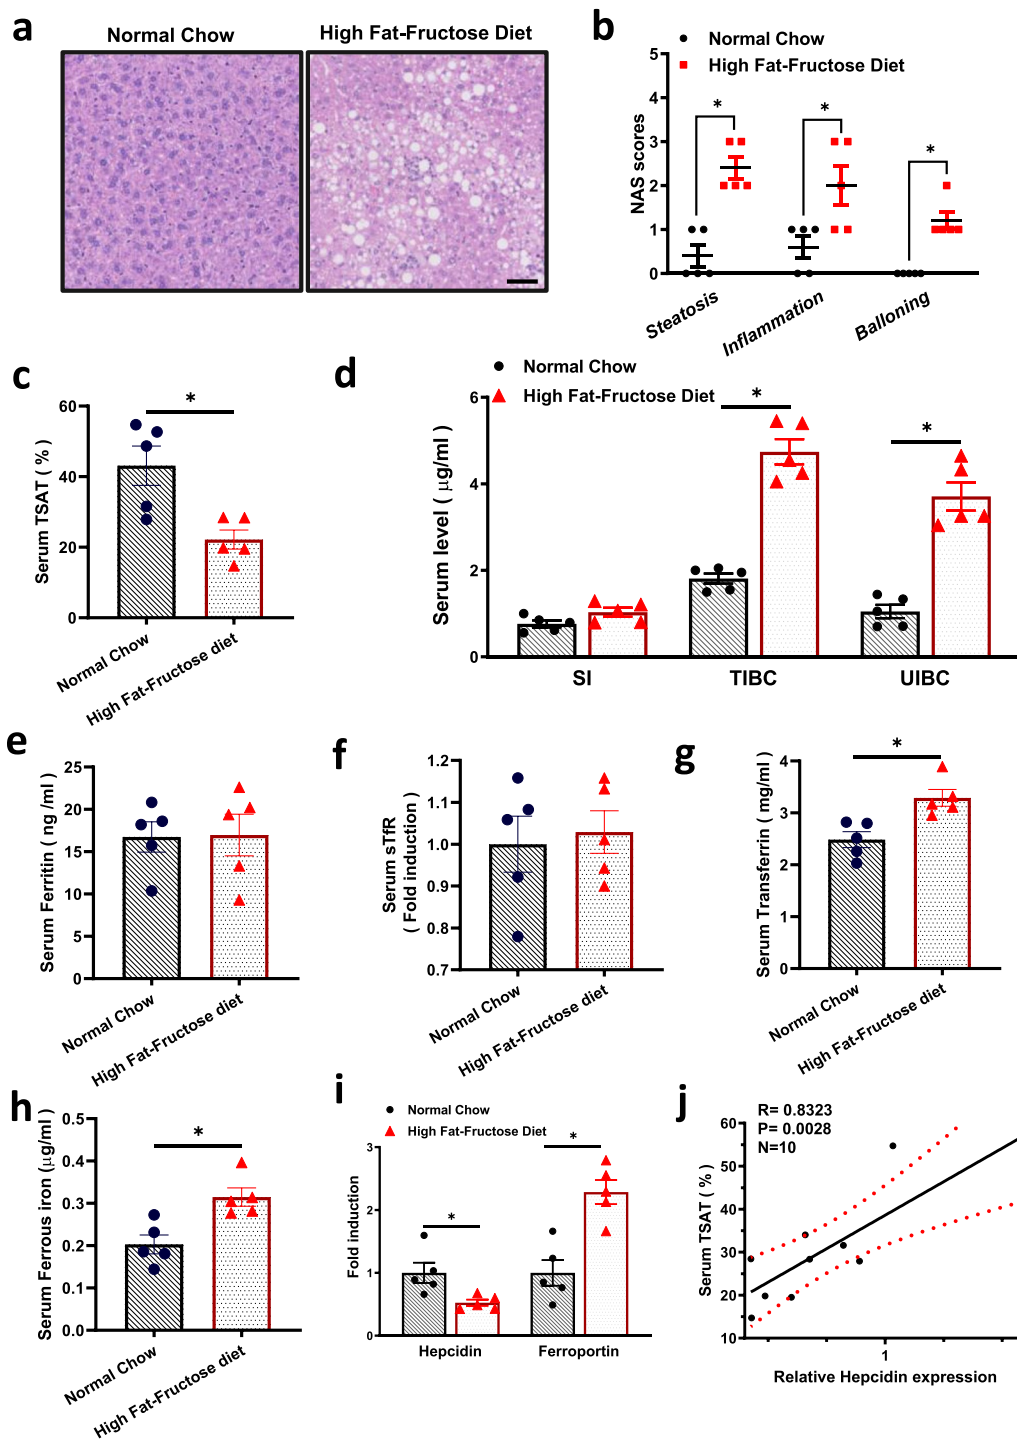 a
Normal Chow
High Fat-Fructose Diet
b
Normal Chow
High Fat-Fructose Diet
NAS scores
5
4
3
2
1
0
*
*
*
Steatosis
Inflammation
Balloning
c
Serum TSAT ( % )
60
40
20
0
*
Normal Chow
High Fat-Fructose diet
d
Normal Chow
High Fat-Fructose Diet
Serum level ( μg/ml )
6
4
2
0
*
*
SI
TIBC
UIBC
e
Serum Ferritin ( ng /ml )
25
20
15
10
5
0
Normal Chow
High Fat-Fructose diet
f
Serum sTfR
( Fold induction )
1.2
1.1
1.0
0.9
0.8
0.7
Normal Chow
High Fat-Fructose diet
g
Serum Transferrin ( mg/ml )
4
3
2
1
0
*
Normal Chow
High Fat-Fructose diet
h
Serum Ferrous iron (μg/ml )
0.5
0.4
0.3
0.2
0.1
0.0
*
Normal Chow
High Fat-Fructose diet
i
Normal Chow
High Fat-Fructose Diet
Fold induction
3
2
1
0
*
*
Hepcidin
Ferroportin
j
R= 0.8323
P= 0.0028
N=10
Serum TSAT ( % )
60
50
40
30
20
10
1
Relative Hepcidin expression